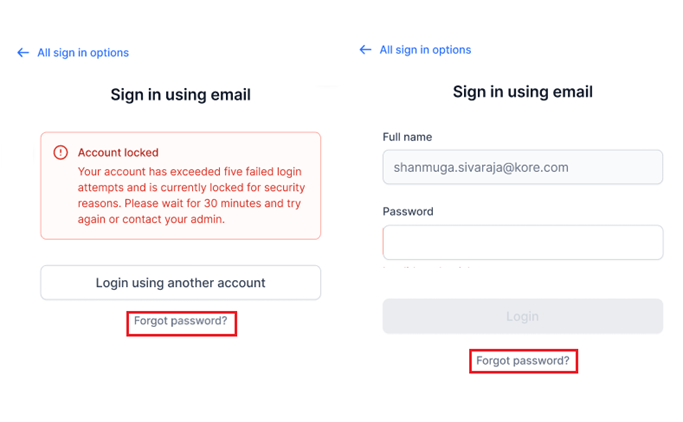 All sign in options
Sign in using email
Account locked
Your account has exceeded five failed login
attempts and is currently locked for security
reasons. Please wait for 30 minutes and try
again or contact your admin.
Login using another account
Forgot password?
All sign in options
Sign in using email
Full name
shanmuga.sivaraja@kore.com
Password
Login
Forgot password?